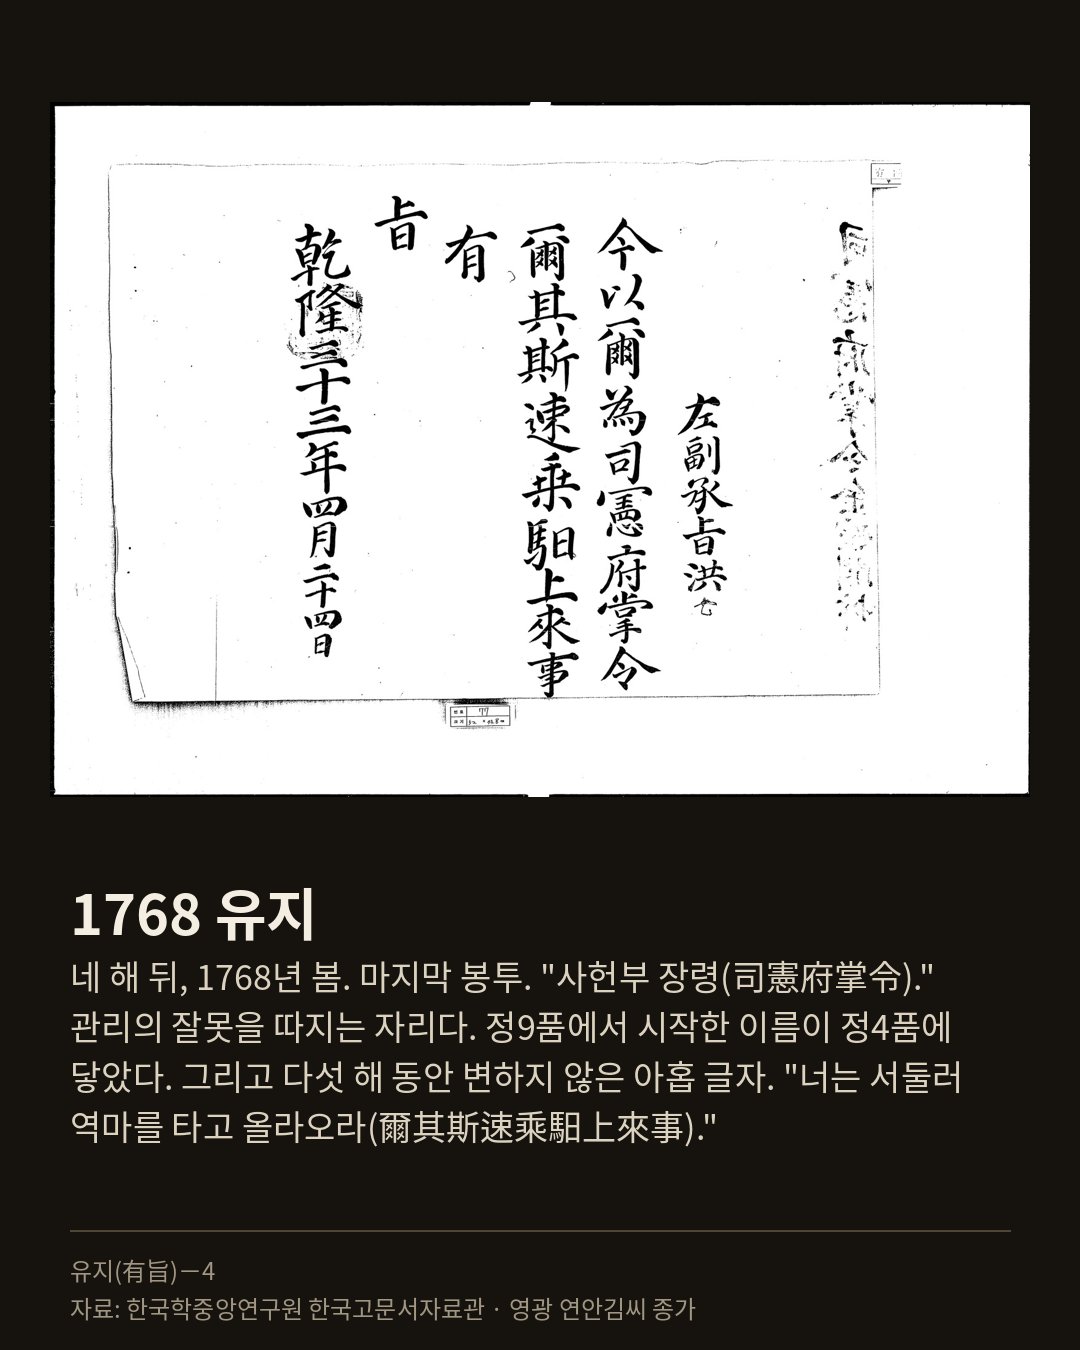 左副承旨洪
今以爾為司憲府掌令
爾其斯速乗馹上來事
有
旨
乾隆三十三年四月二十四日
77
1768 유지
네 해 뒤, 1768년 봄. 마지막 봉투. "사헌부 장령(司憲府掌令)."
관리의 잘못을 따지는 자리다. 정9품에서 시작한 이름이 정4품에
닿았다. 그리고 다섯 해 동안 변하지 않은 아홉 글자. "너는 서둘러
역마를 타고 올라오라(爾其斯速乘馹上來事)."
유지(有旨)－4
자료: 한국학중앙연구원 한국고문서자료관 · 영광 연안김씨 종가